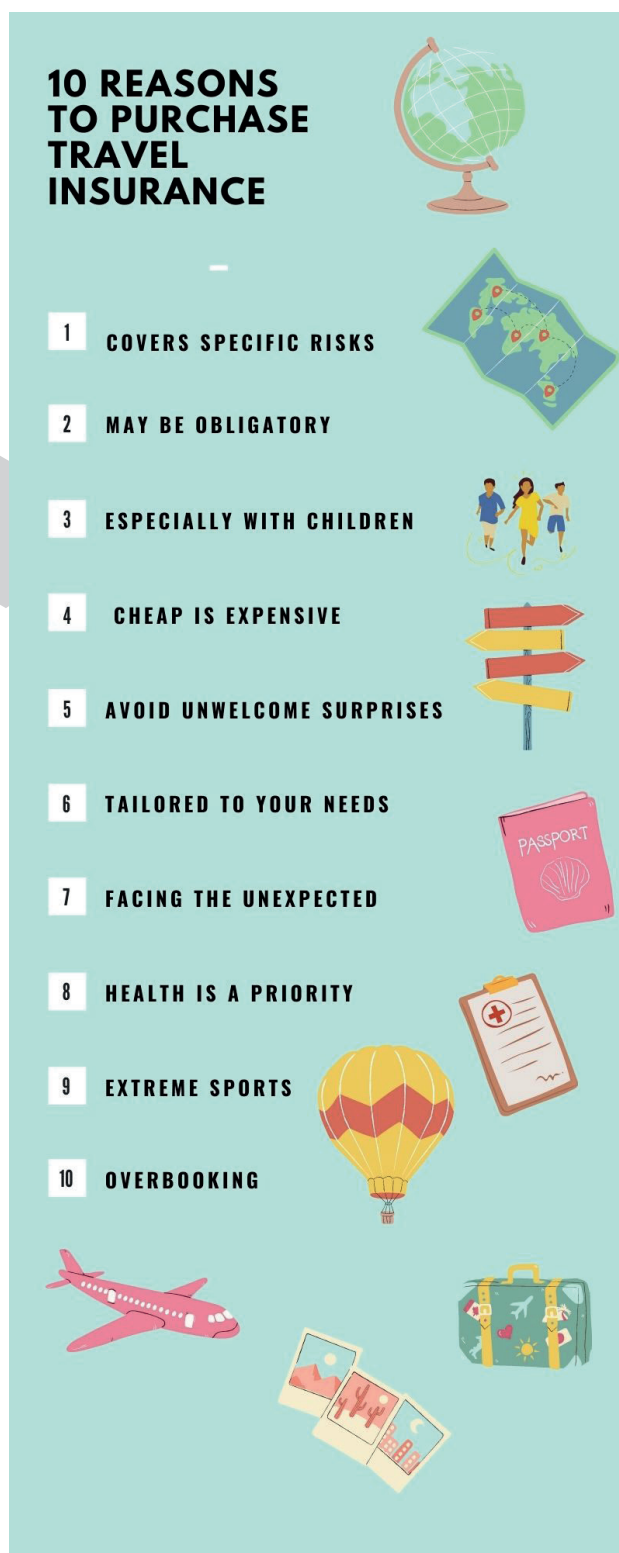 10 REASONS
TO PURCHASE
TRAVEL
INSURANCE
1 COVERS SPECIFIC RISKS
2 MAY BE OBLIGATORY
3 ESPECIALLY WITH CHILDREN
4 CHEAP IS EXPENSIVE
5 AVOID UNWELCOME SURPRISES
6 TAILORED TO YOUR NEEDS
PASSPORT
7 FACING THE UNEXPECTED
8 HEALTH IS A PRIORITY
9 EXTREME SPORTS
10 OVERBOOKING